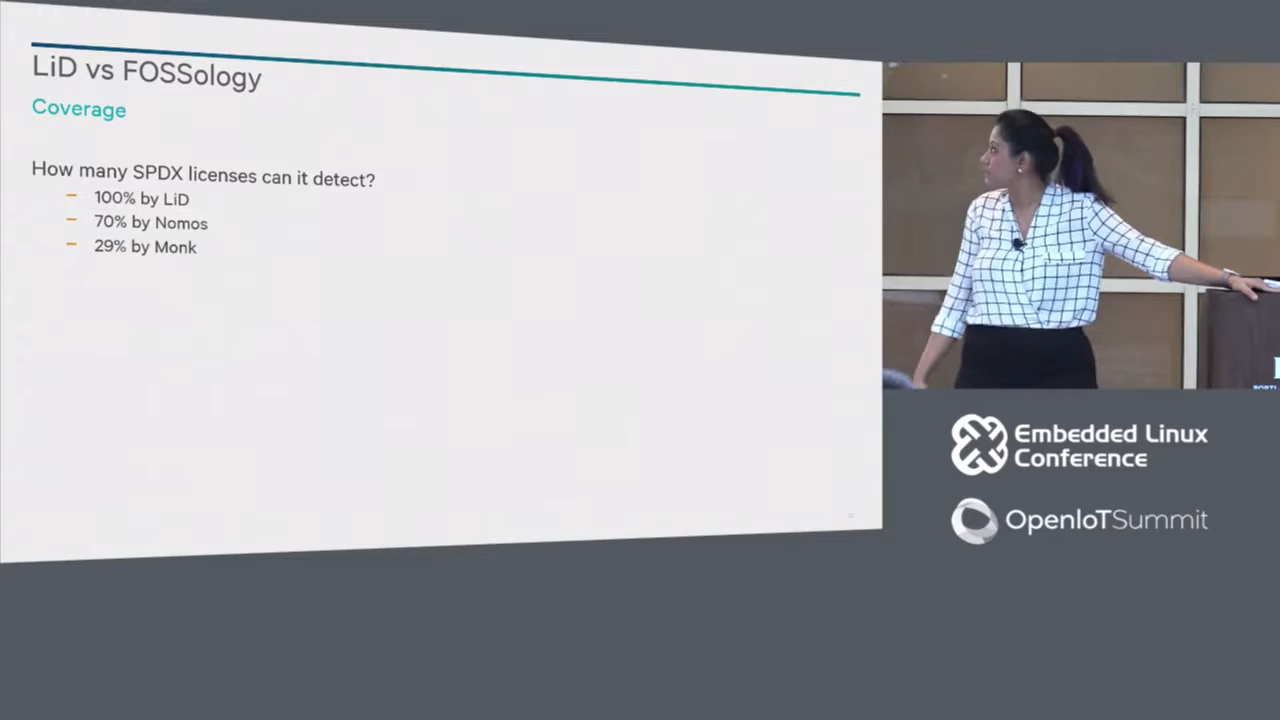 LiD vs FOSSology
Coverage
How many SPDX licenses can it detect?
– 100% by LiD
– 70% by Nomos
– 29% by Monk
Embedded Linux
Conference
OpenIoTSummit